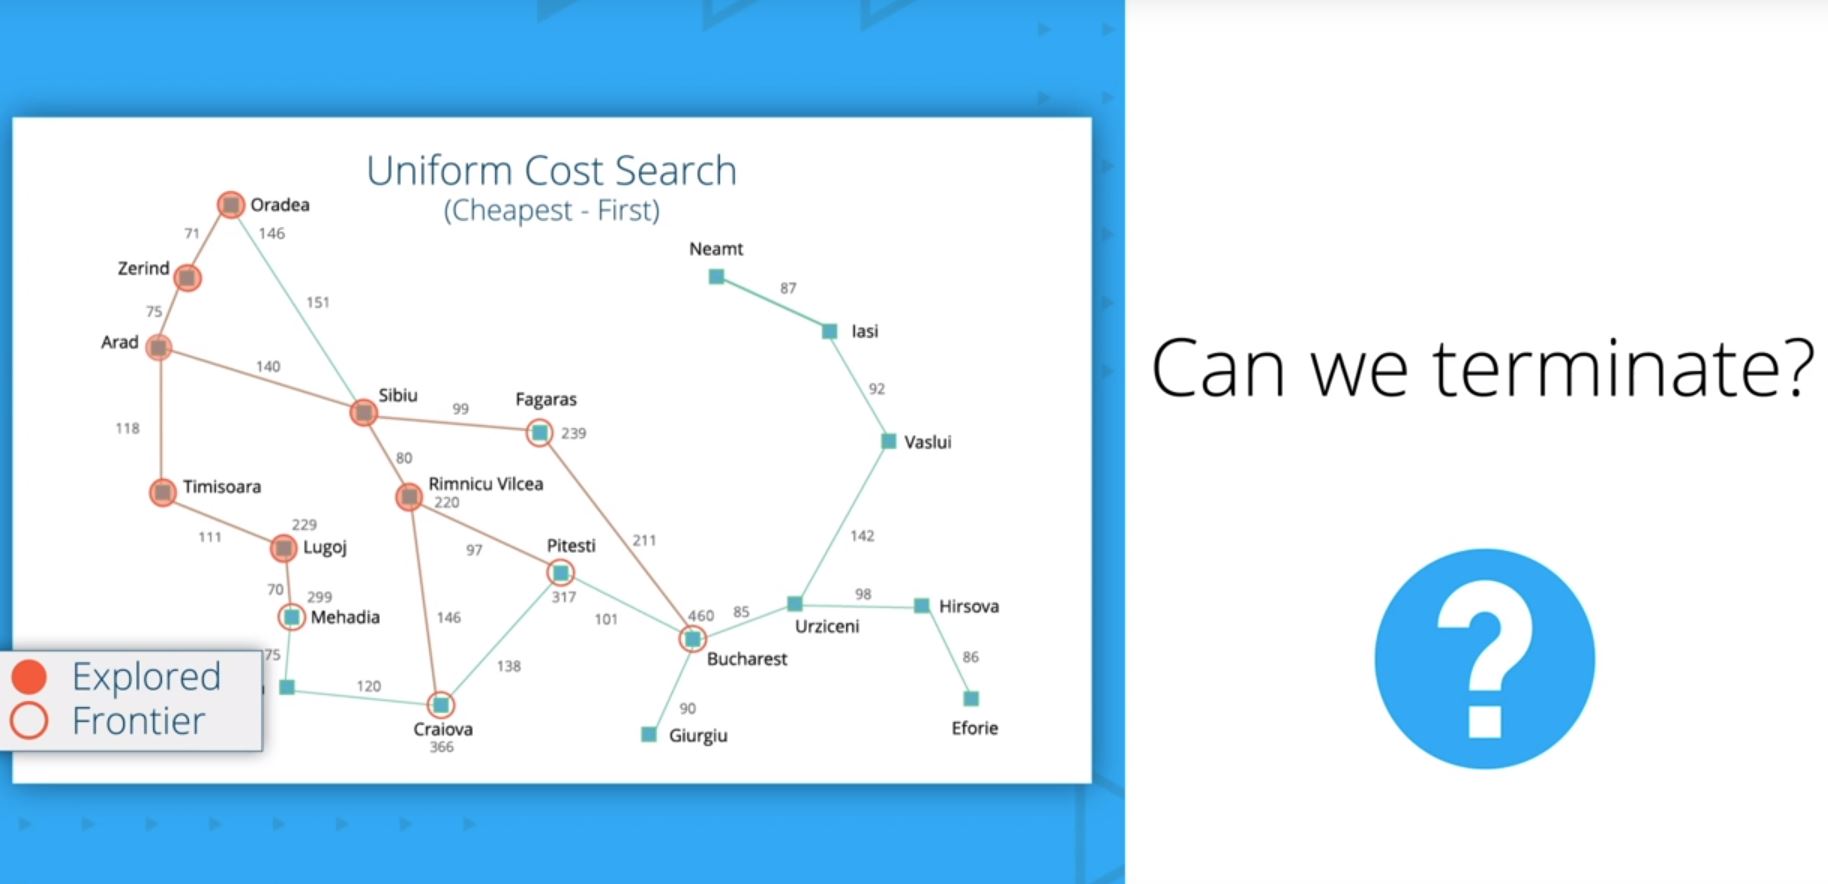 Uniform Cost Search
(Cheapest - First)
Oradea
71
146
Zerind
Neamt
87
75
151
Iasi
Arad
140
Sibiu
Fagaras
92
99
239
118
80
Vaslui
Timisoara
Rimnicu Vilcea
220
229
111
97
211
142
Lugoj
Pitesti
70
299
317
98
Mehadia
146
101
460
85
Hirsova
Urziceni
75
138
Bucharest
86
120
90
Craiova
366
Giurgiu
Eforie
Explored
Frontier
Can we terminate?
?